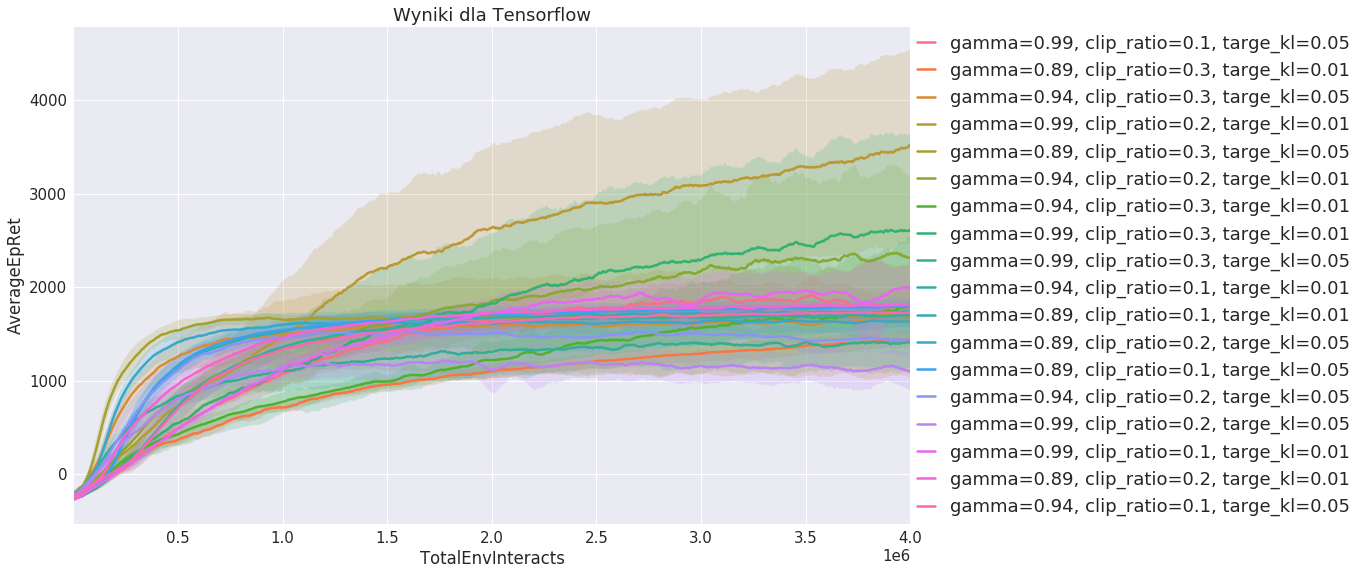 Wyniki dla Tensorflow
AverageEpRet
4000
3000
2000
1000
0
0.5 1.0 1.5 2.0 2.5 3.0 3.5 4.0
1e6
TotalEnvInteracts
gamma=0.99, clip_ratio=0.1, targe_kl=0.05
gamma=0.89, clip_ratio=0.3, targe_kl=0.01
gamma=0.94, clip_ratio=0.3, targe_kl=0.05
gamma=0.99, clip_ratio=0.2, targe_kl=0.01
gamma=0.89, clip_ratio=0.3, targe_kl=0.05
gamma=0.94, clip_ratio=0.2, targe_kl=0.01
gamma=0.94, clip_ratio=0.3, targe_kl=0.01
gamma=0.99, clip_ratio=0.3, targe_kl=0.01
gamma=0.99, clip_ratio=0.3, targe_kl=0.05
gamma=0.94, clip_ratio=0.1, targe_kl=0.01
gamma=0.89, clip_ratio=0.1, targe_kl=0.01
gamma=0.89, clip_ratio=0.2, targe_kl=0.05
gamma=0.89, clip_ratio=0.1, targe_kl=0.05
gamma=0.94, clip_ratio=0.2, targe_kl=0.05
gamma=0.99, clip_ratio=0.2, targe_kl=0.05
gamma=0.99, clip_ratio=0.1, targe_kl=0.01
gamma=0.89, clip_ratio=0.2, targe_kl=0.01
gamma=0.94, clip_ratio=0.1, targe_kl=0.05